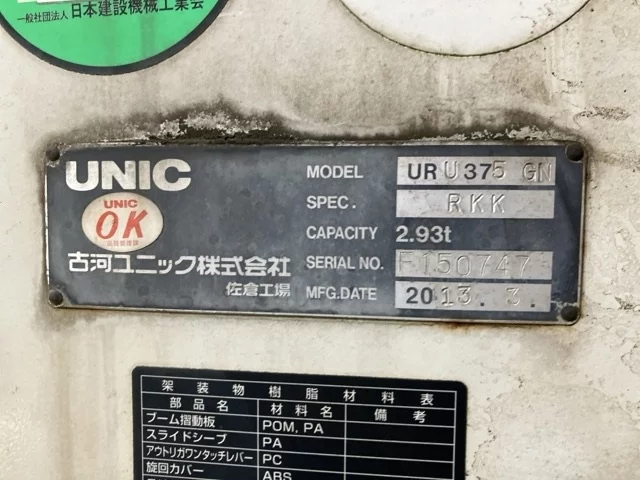 一般社団法人 日本建設機械工業会
UNIC
UNIC
OK
古河ユニック株式会社
佐倉工場
MODEL URU375 GN
SPEC. RKK
CAPACITY 2.93t
SERIAL NO. F150747
MFG.DATE 2013. 3.
架装物樹脂材料表
部品名 材料名 備考
ブーム摺動板 POM, PA
スライドシーブ PA
アウトリガワンタッチレバー PC
旋回カバー ABS